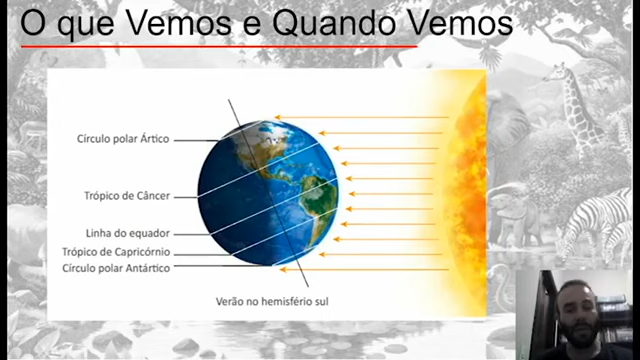 O que Vemos e Quando Vemos
Círculo polar Ártico
Trópico de Câncer
Linha do equador
Trópico de Capricórnio
Círculo polar Antártico
Verão no hemisfério sul